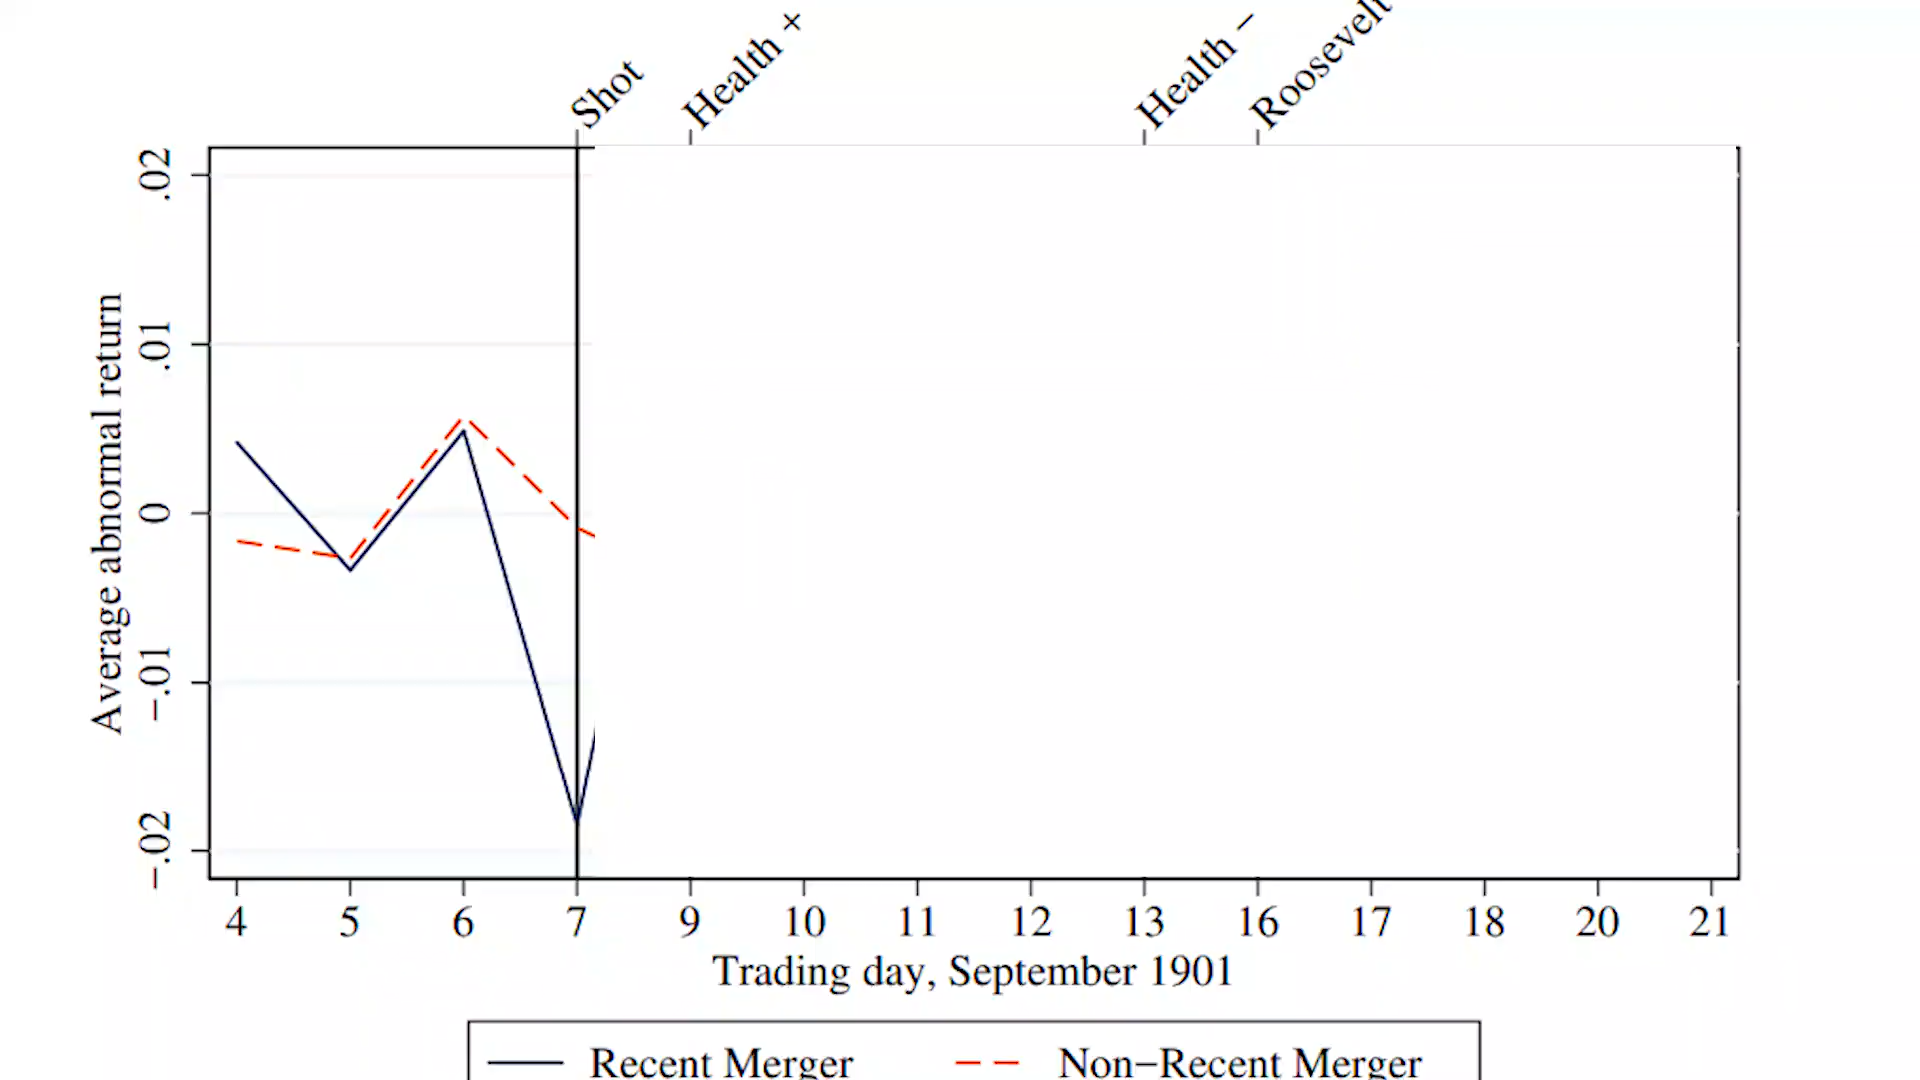 Shot
Health +
Health −
Roosevelt
.02
.01
0
−.01
−.02
Average abnormal return
4 5 6 7 9 10 11 12 13 16 17 18 20 21
Trading day, September 1901
Recent Merger Non−Recent Merger